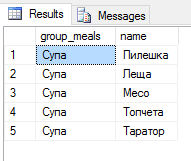 Results Messages
group_meals name
1 Супа Пилешка
2 Супа Леща
3 Супа Месо
4 Супа Топчета
5 Супа Таратор